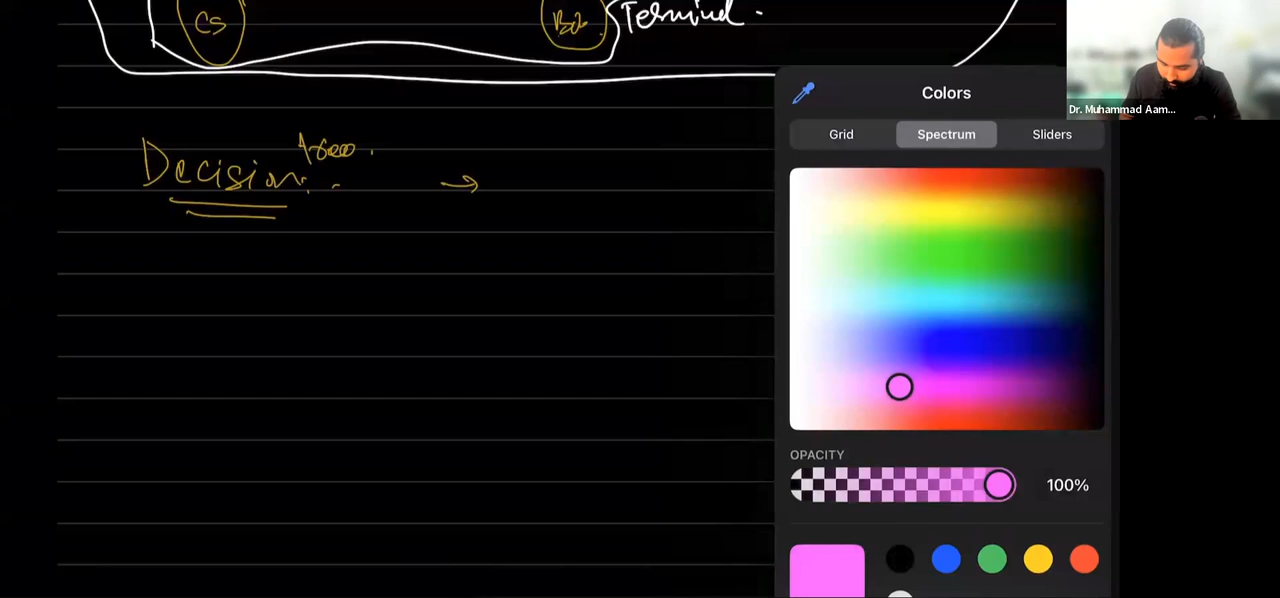 CS
Terminal.
Dr. Muhammad Aam...
Colors
Grid Spectrum Sliders
Decision
OPACITY
100%